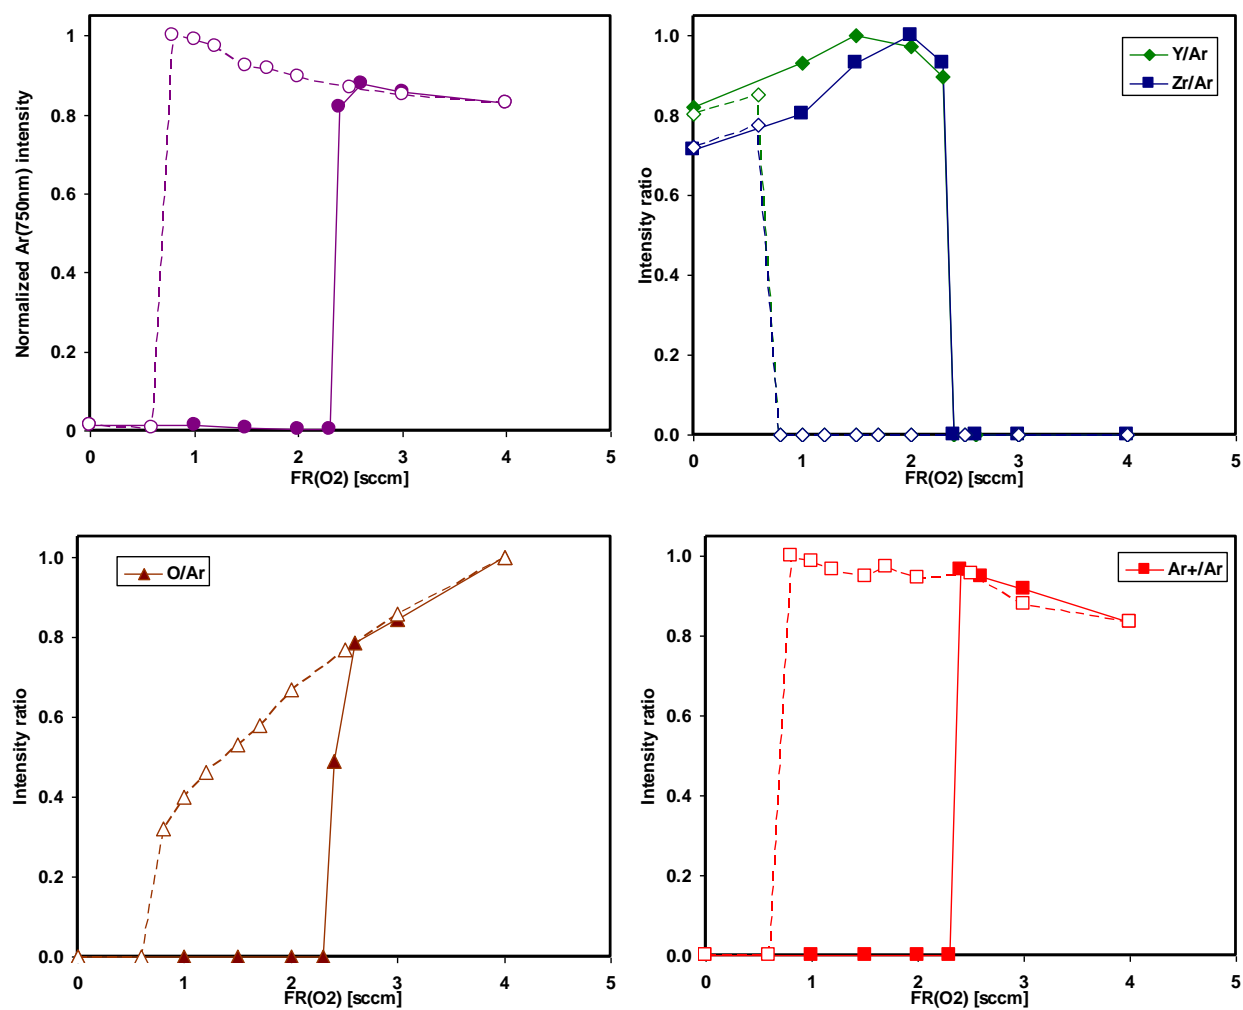 Normalized Ar(750nm) intensity
1
0.8
0.6
0.4
0.2
0
0 1 2 3 4 5
FR(O2) [sccm]
Intensity ratio
1.0
0.8
0.6
0.4
0.2
0.0
Y/Ar
Zr/Ar
0 1 2 3 4 5
FR(O2) [sccm]
Intensity ratio
1.0
0.8
0.6
0.4
0.2
0.0
O/Ar
0 1 2 3 4 5
FR(O2) [sccm]
Intensity ratio
1.0
0.8
0.6
0.4
0.2
0.0
Ar+/Ar
0 1 2 3 4 5
FR(O2) [sccm]